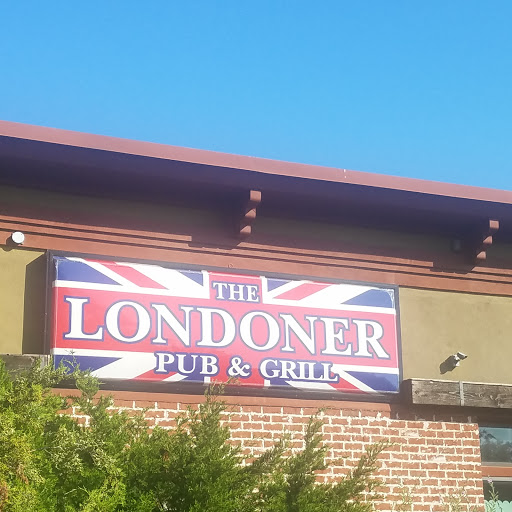 THE
LONDONER
PUB & GRILL